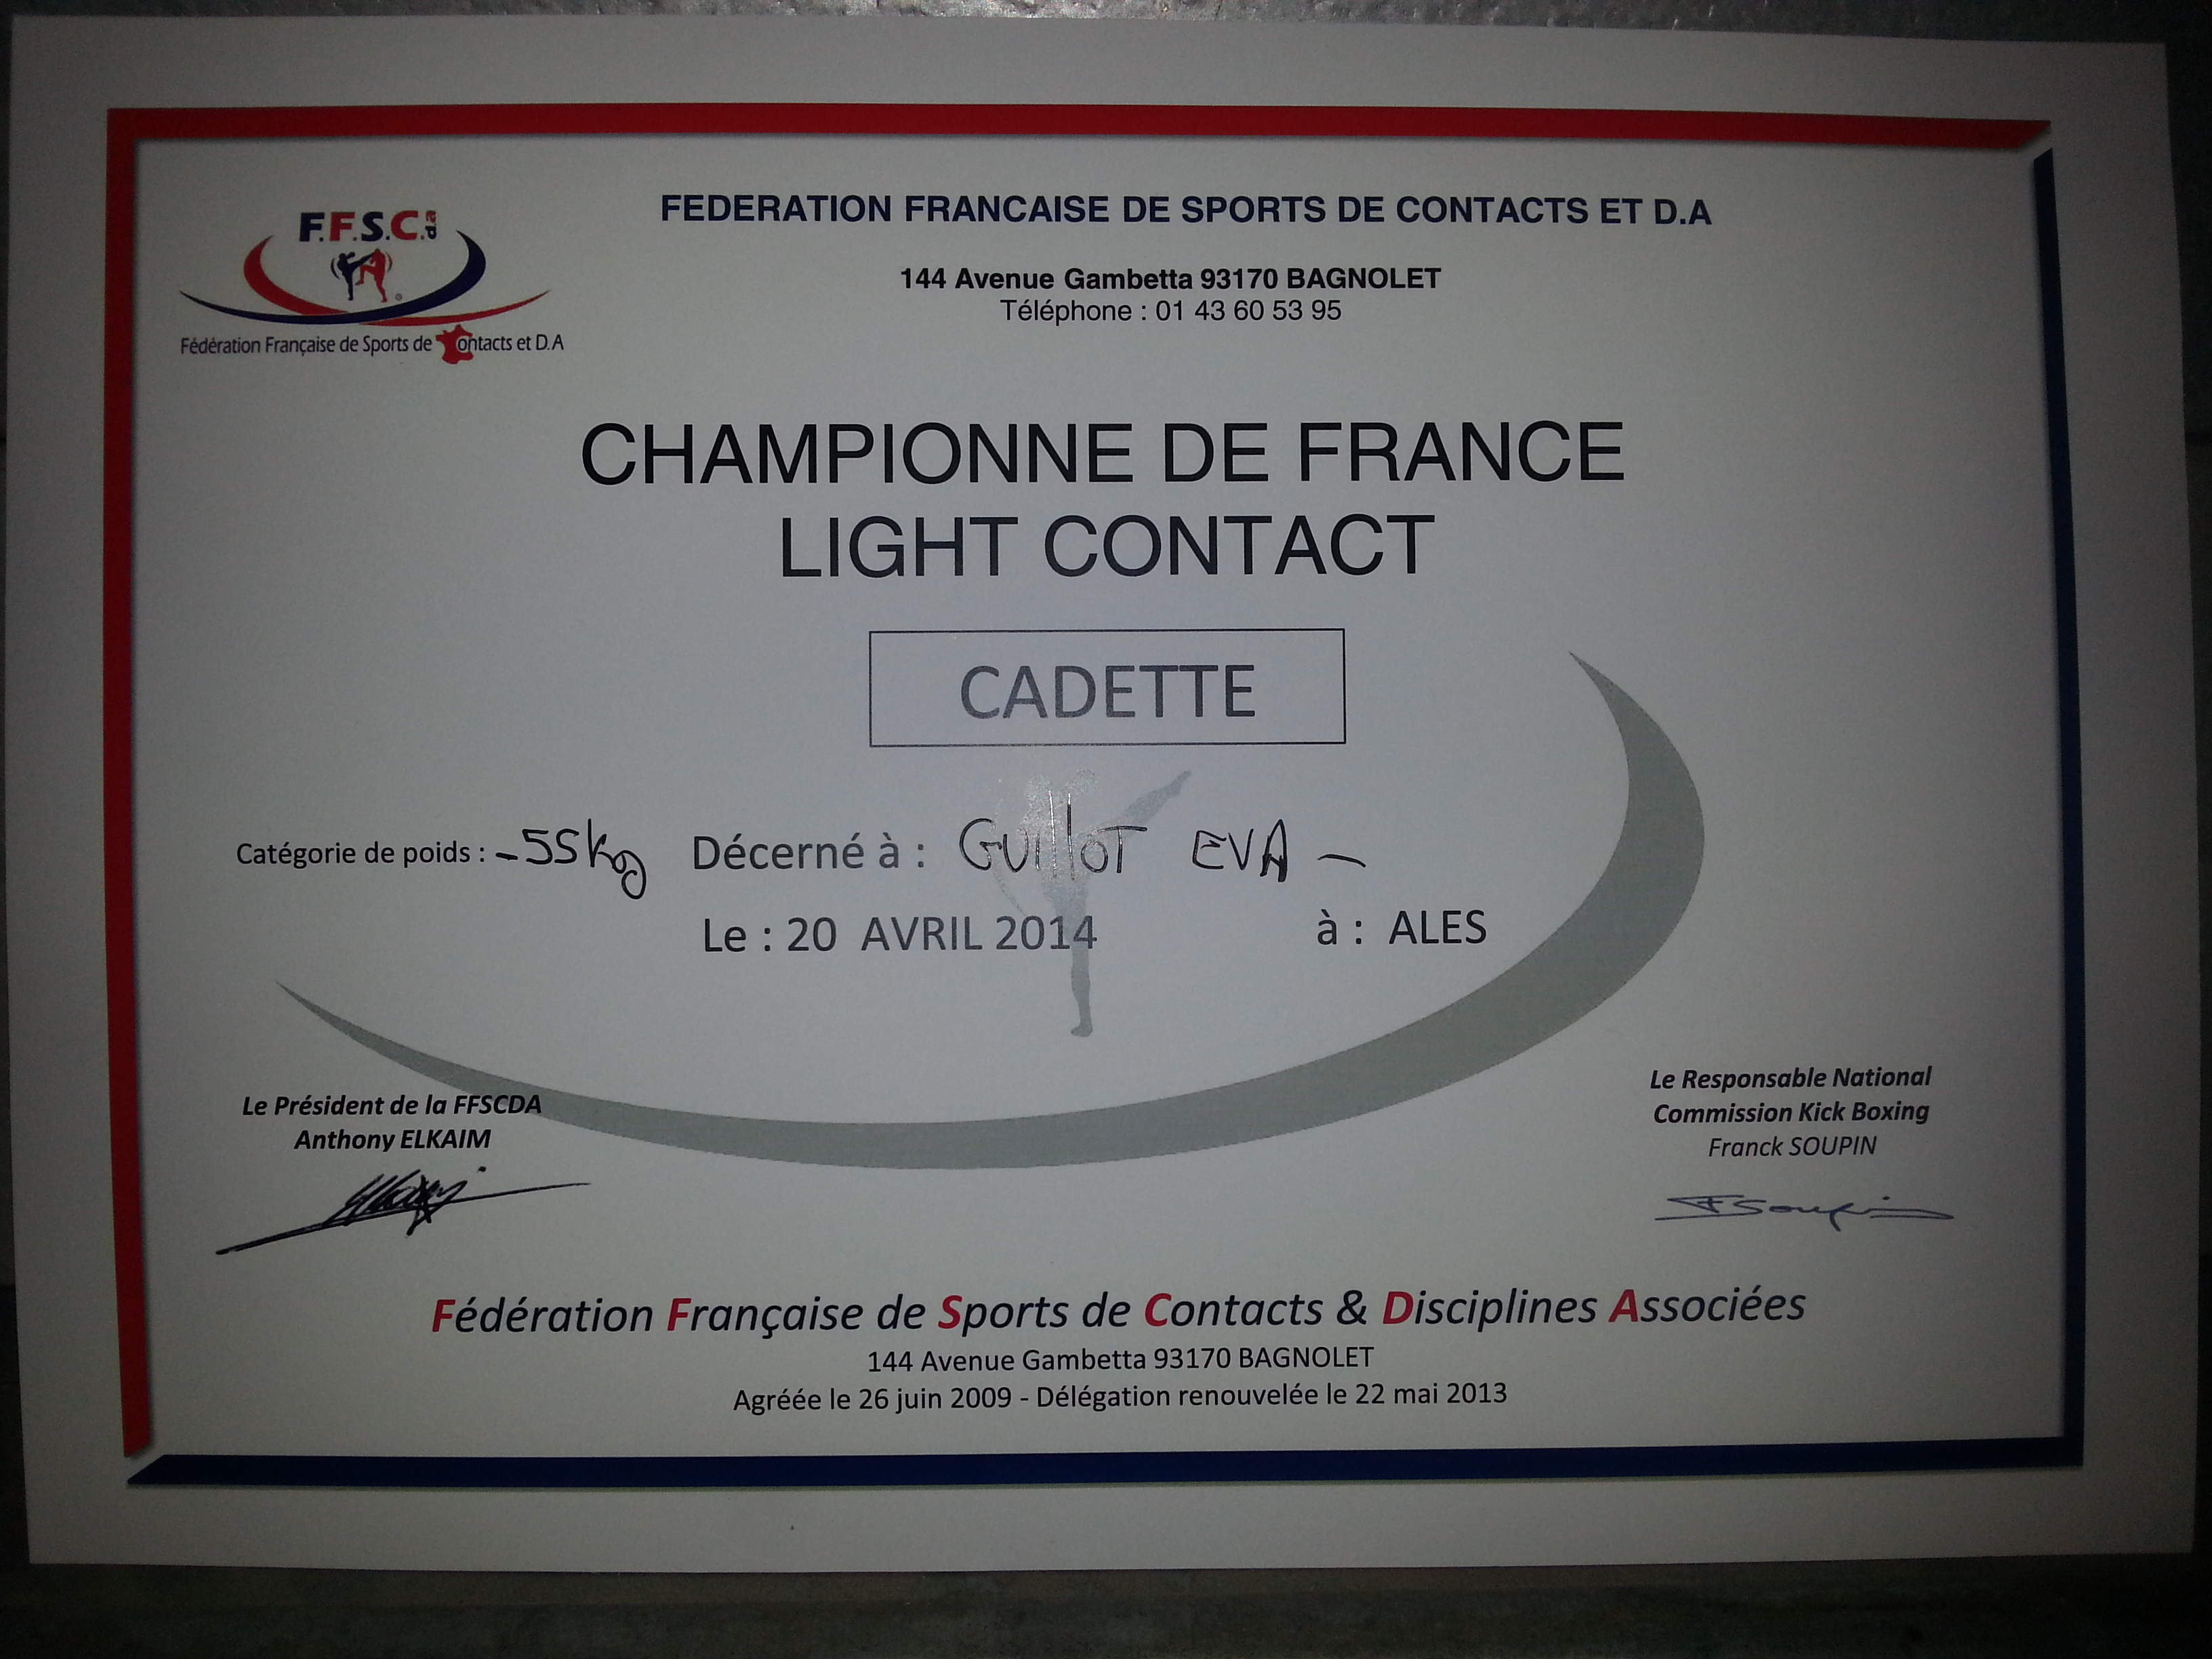 F.F.S.C.da
Fédération Française de Sports de Contacts et D.A
FEDERATION FRANCAISE DE SPORTS DE CONTACTS ET D.A
144 Avenue Gambetta 93170 BAGNOLET
Téléphone : 01 43 60 53 95
CHAMPIONNE DE FRANCE
LIGHT CONTACT
CADETTE
Catégorie de poids : -55kg Décerné à : GUIllOT EVA -
Le : 20 AVRIL 2014 à : ALES
Le Président de la FFSCDA
Anthony ELKAIM
Le Responsable National
Commission Kick Boxing
Franck SOUPIN
FSoupin
Fédération Française de Sports de Contacts & Disciplines Associées
144 Avenue Gambetta 93170 BAGNOLET
Agréée le 26 juin 2009 - Délégation renouvelée le 22 mai 2013